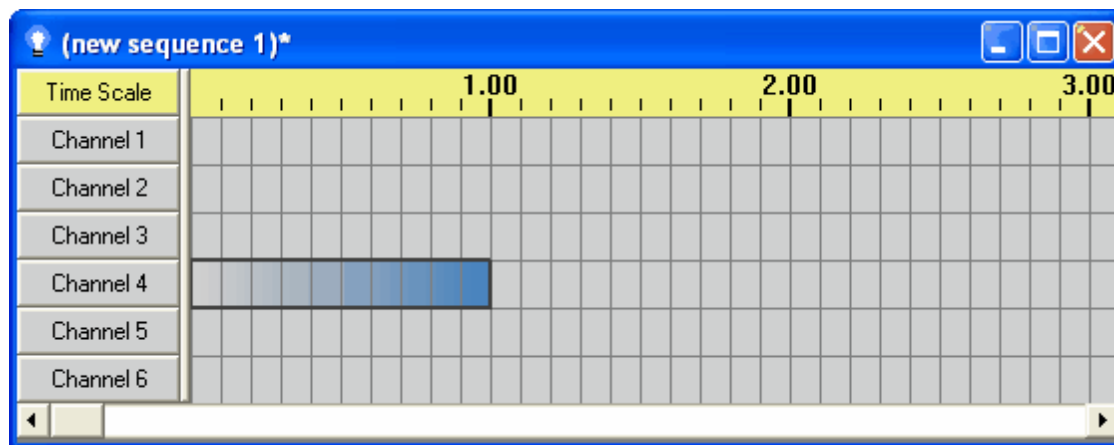 (new sequence 1)*
Time Scale 1.00 2.00 3.00
Channel 1
Channel 2
Channel 3
Channel 4
Channel 5
Channel 6